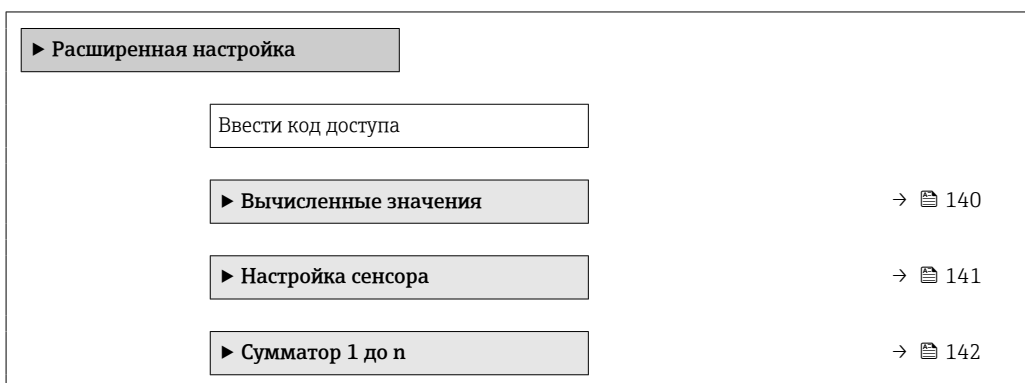 ▶ Расширенная настройка
Ввести код доступа
▶ Вычисленные значения → 140
▶ Настройка сенсора → 141
▶ Сумматор 1 до n → 142